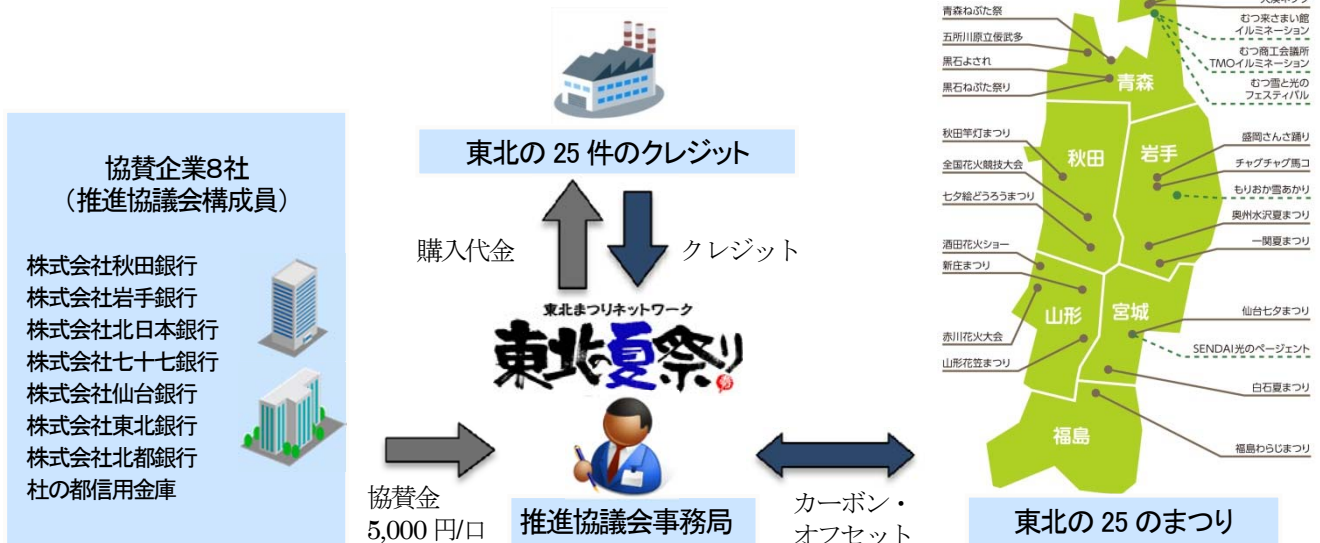 協賛企業8社
(推進協議会構成員)
株式会社秋田銀行
株式会社岩手銀行
株式会社北日本銀行
株式会社七十七銀行
株式会社仙台銀行
株式会社東北銀行
株式会社北都銀行
杜の都信用金庫
東北の 25 件のクレジット
購入代金
クレジット
東北まつりネットワーク
東北の夏祭り
協賛金
5,000 円/口
推進協議会事務局
カーボン・
オフセット
青森ねぶた祭
五所川原立佞武多
黒石よされ
黒石ねぷた祭り
むつ来さまい館
イルミネーション
むつ商工会議所
TMOイルミネーション
むつ雪と光の
フェスティバル
青森
秋田竿灯まつり
全国花火競技大会
七夕絵どうろうまつり
秋田
岩手
盛岡さんさ踊り
チャグチャグ馬コ
もりおか雪あかり
奥州水沢夏まつり
一関夏まつり
酒田花火ショー
新庄まつり
赤川花火大会
山形花笠まつり
山形
宮城
仙台七夕まつり
SENDAI光のページェント
白石夏まつり
福島
福島わらじまつり
東北の 25 のまつり